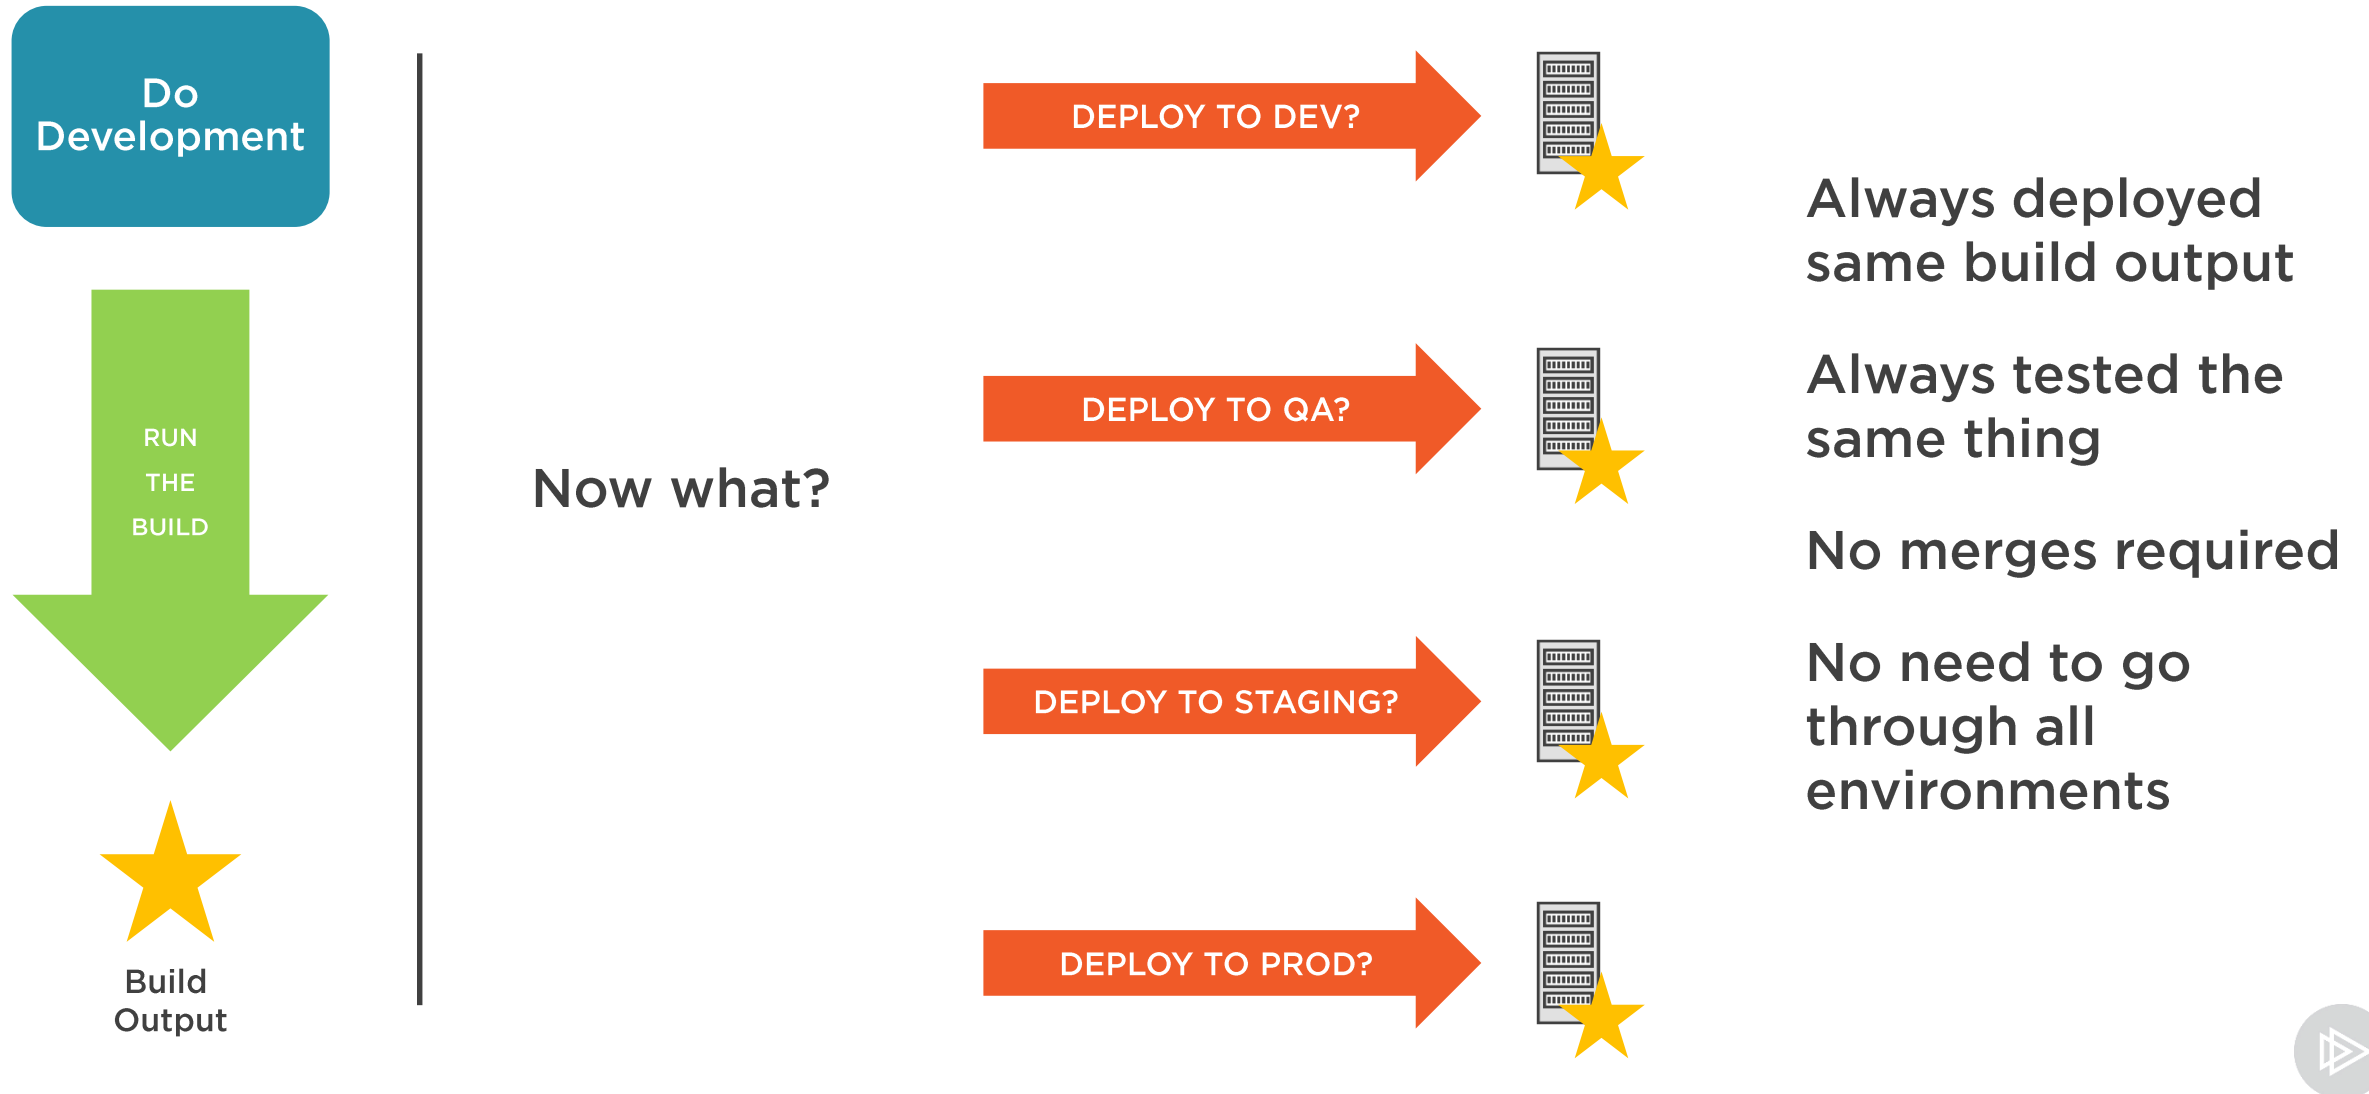 Do
Development
RUN
THE
BUILD
Build
Output
Now what?
DEPLOY TO DEV?
DEPLOY TO QA?
DEPLOY TO STAGING?
DEPLOY TO PROD?
Always deployed
same build output
Always tested the
same thing
No merges required
No need to go
through all
environments